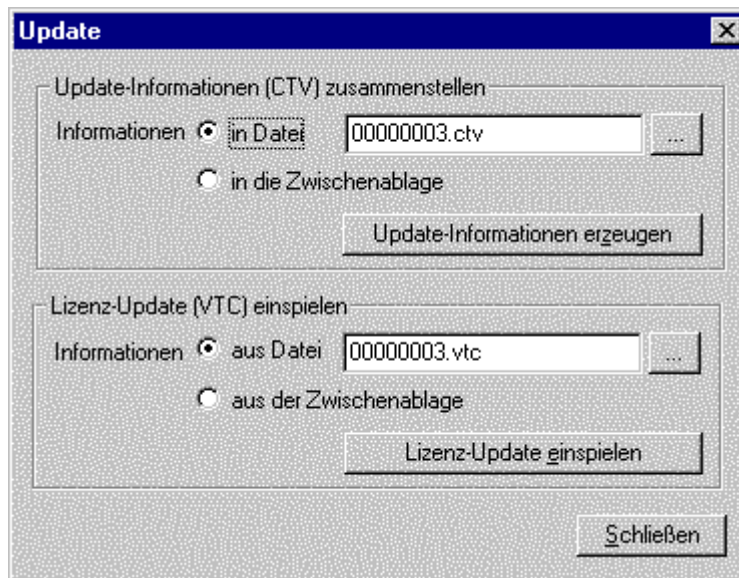 Update
Update-Informationen (CTV) zusammenstellen
Informationen in Datei 00000003.ctv ...
in die Zwischenablage
Update-Informationen erzeugen
Lizenz-Update (VTC) einspielen
Informationen aus Datei 00000003.vtc ...
aus der Zwischenablage
Lizenz-Update einspielen
Schließen